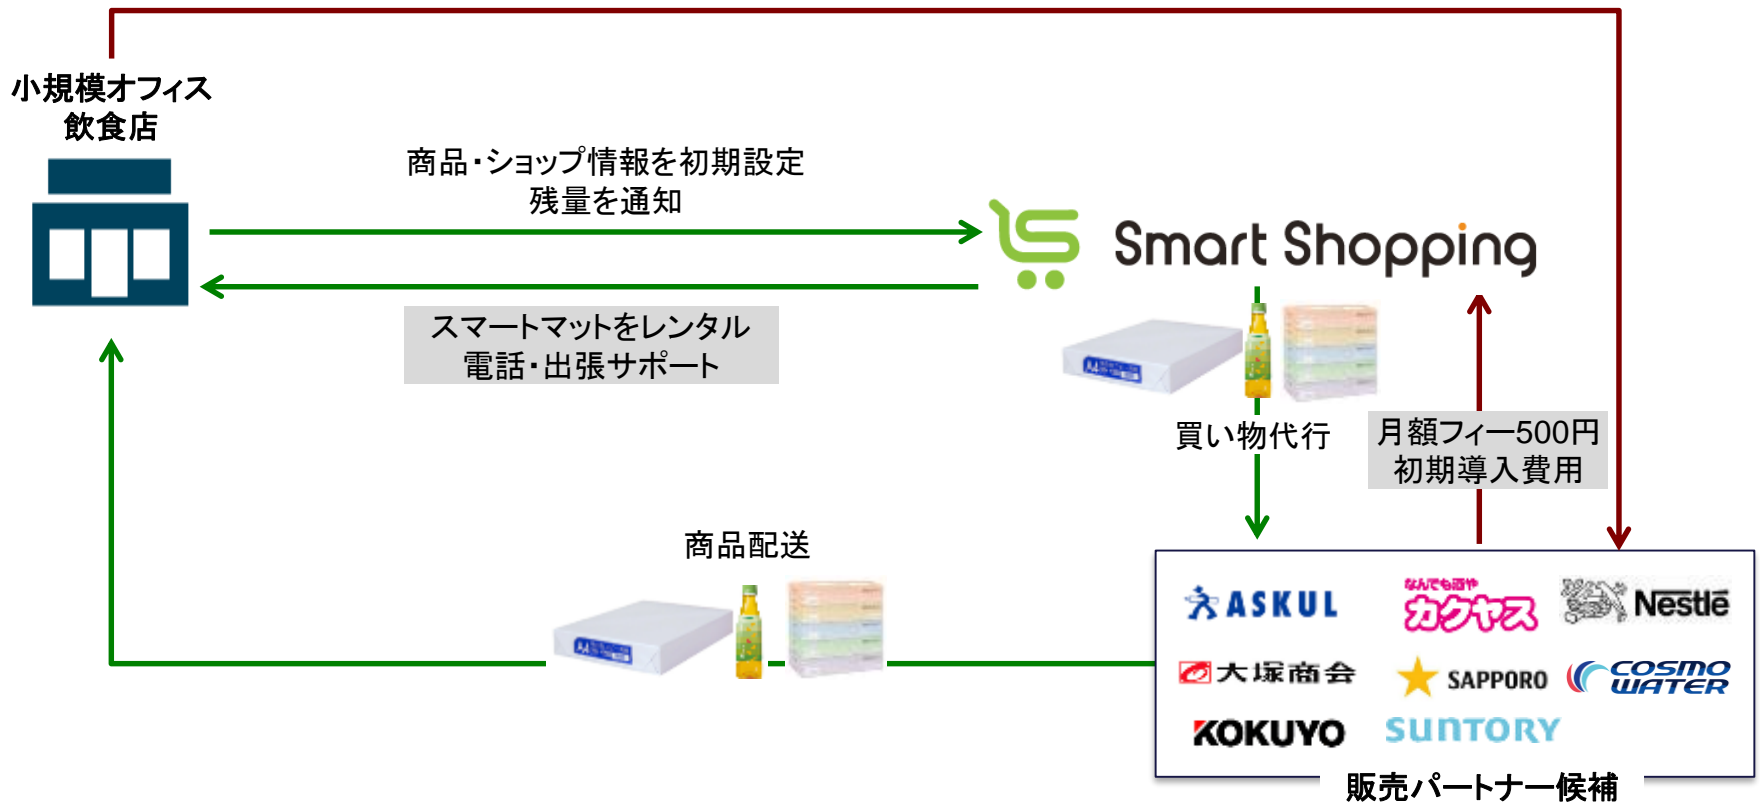 小規模オフィス
飲食店
商品・ショップ情報を初期設定
残量を通知
Smart Shopping
スマートマットをレンタル
電話・出張サポート
A4
買い物代行
月額フィー500円
初期導入費用
商品配送
A4
ASKUL
なんでも酒や
カクヤス
Nestlé
大塚商会
SAPPORO
COSMO
WATER
KOKUYO
SUNTORY
販売パートナー候補